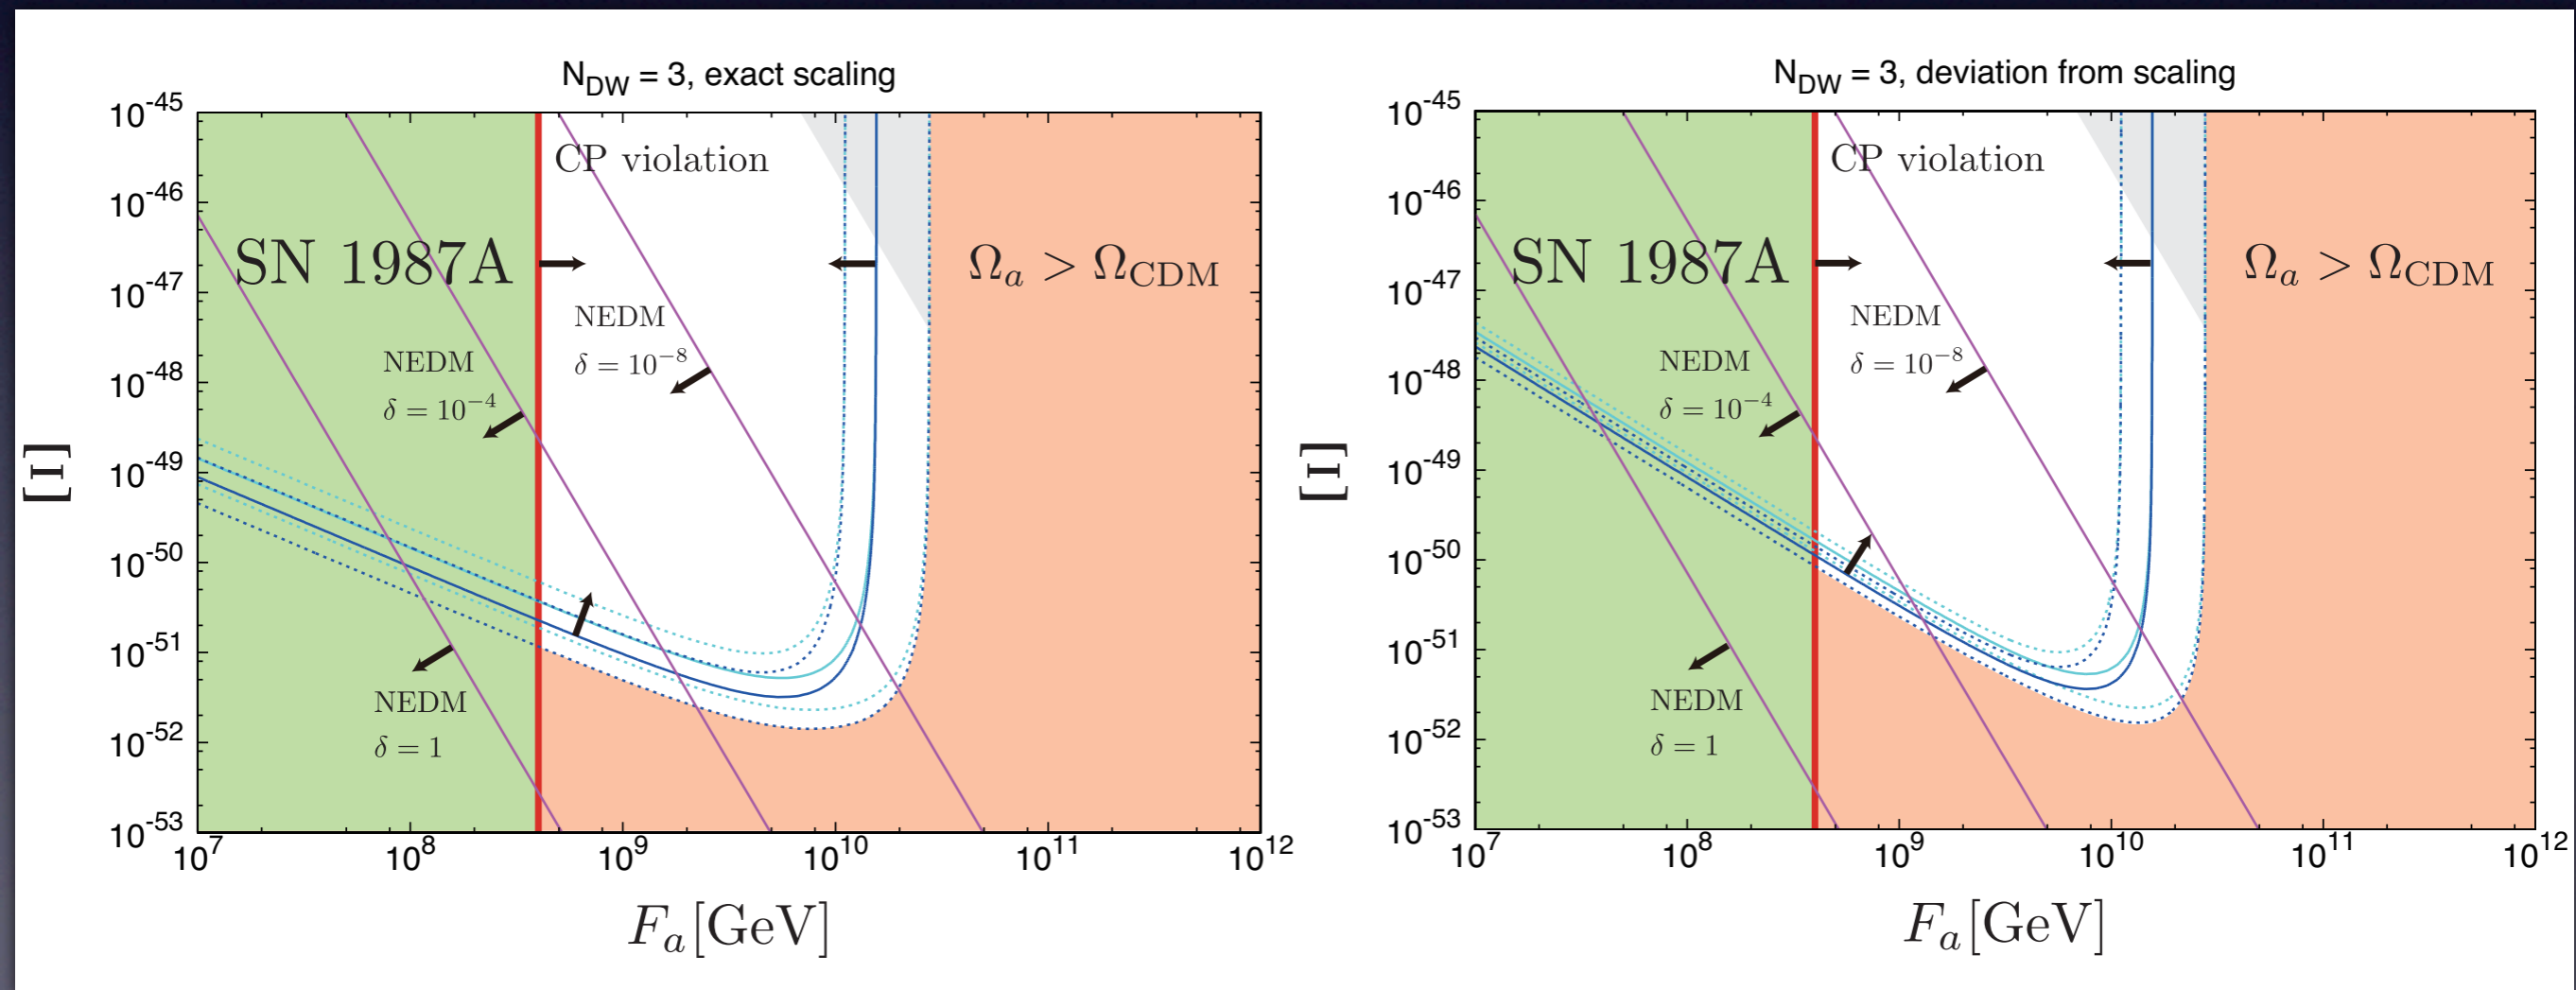 N_DW = 3, exact scaling
10^-45
10^-46
10^-47
10^-48
10^-49
10^-50
10^-51
10^-52
10^-53
Ξ
CP violation
SN 1987A
Ω_a > Ω_CDM
NEDM
δ = 10^-8
NEDM
δ = 10^-4
NEDM
δ = 1
10^7
10^8
10^9
10^10
10^11
10^12
F_a[GeV]
N_DW = 3, deviation from scaling
10^-45
10^-46
10^-47
10^-48
10^-49
10^-50
10^-51
10^-52
10^-53
Ξ
CP violation
SN 1987A
Ω_a > Ω_CDM
NEDM
δ = 10^-8
NEDM
δ = 10^-4
NEDM
δ = 1
10^7
10^8
10^9
10^10
10^11
10^12
F_a[GeV]